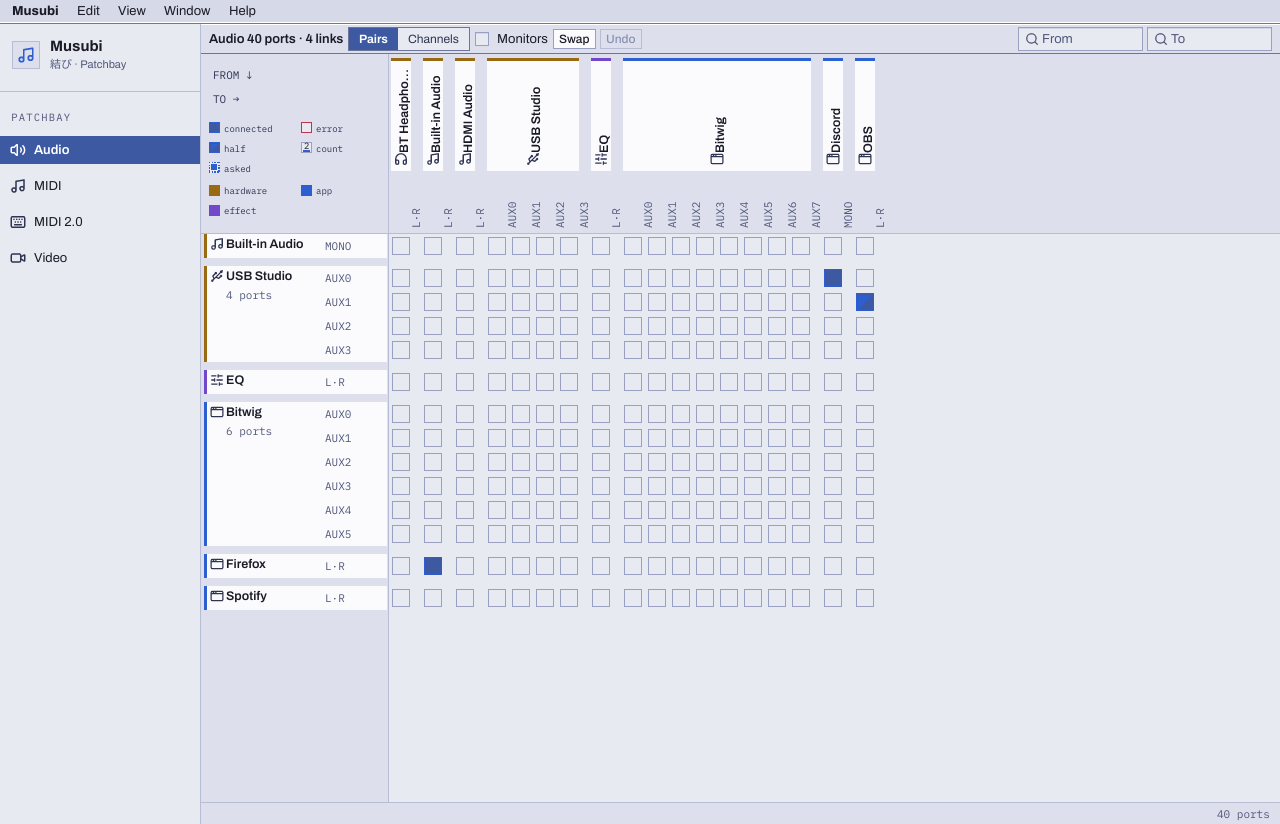 Musubi Edit View Window Help
Musubi
結び · Patchbay
PATCHBAY
Audio
MIDI
MIDI 2.0
Video
Audio 40 ports · 4 links Pairs Channels Monitors Swap Undo From To
FROM ↓
TO →
connected error
half 2 count
asked
hardware app
effect
BT Headpho… Built-in Audio HDMI Audio USB Studio EQ Bitwig Discord OBS
L·R L·R L·R AUX0 AUX1 AUX2 AUX3 L·R AUX0 AUX1 AUX2 AUX3 AUX4 AUX5 AUX6 AUX7 MONO L·R
Built-in Audio MONO
USB Studio AUX0
4 ports
AUX1
AUX2
AUX3
EQ L·R
Bitwig AUX0
6 ports
AUX1
AUX2
AUX3
AUX4
AUX5
Firefox L·R
Spotify L·R
40 ports